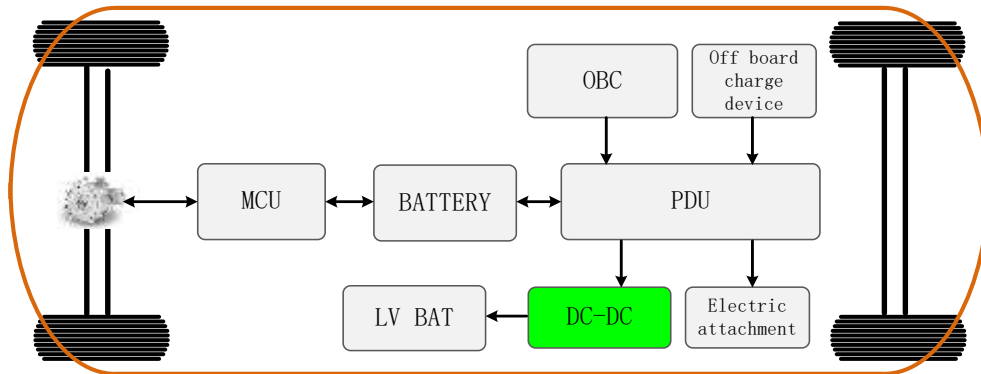 OBC
Off board
charge
device
MCU
BATTERY
PDU
LV BAT
DC-DC
Electric
attachment